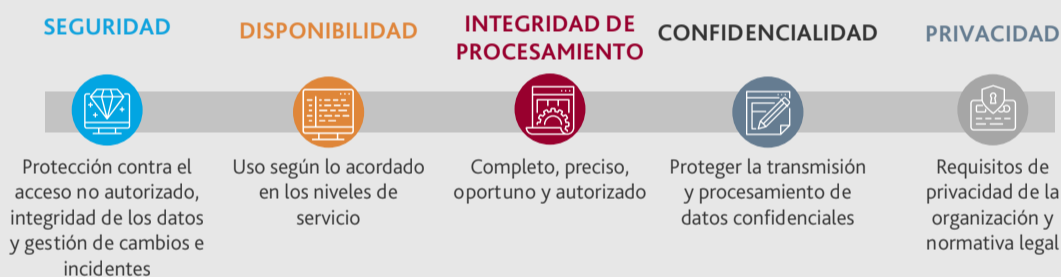 SEGURIDAD
DISPONIBILIDAD
INTEGRIDAD DE
PROCESAMIENTO
CONFIDENCIALIDAD
PRIVACIDAD
Protección contra el
acceso no autorizado,
integridad de los datos
y gestión de cambios e
incidentes
Uso según lo acordado
en los niveles de
servicio
Completo, preciso,
oportuno y autorizado
Proteger la transmisión
y procesamiento de
datos confidenciales
Requisitos de
privacidad de la
organización y
normativa legal